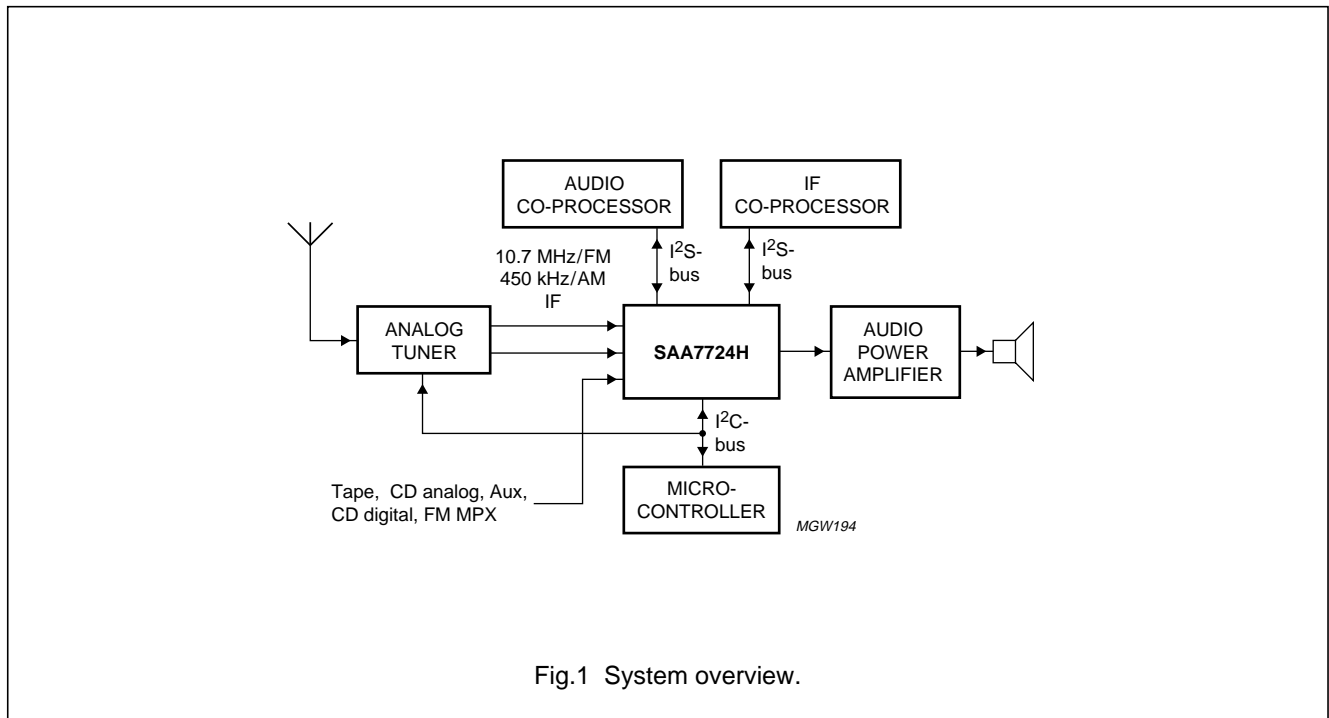 AUDIO
CO-PROCESSOR
IF
CO-PROCESSOR
10.7 MHz/FM
450 kHz/AM
IF
I2S-
bus
I2S-
bus
ANALOG
TUNER
SAA7724H
AUDIO
POWER
AMPLIFIER
I2C-
bus
Tape, CD analog, Aux,
CD digital, FM MPX
MICRO-
CONTROLLER
MGW194
Fig.1 System overview.